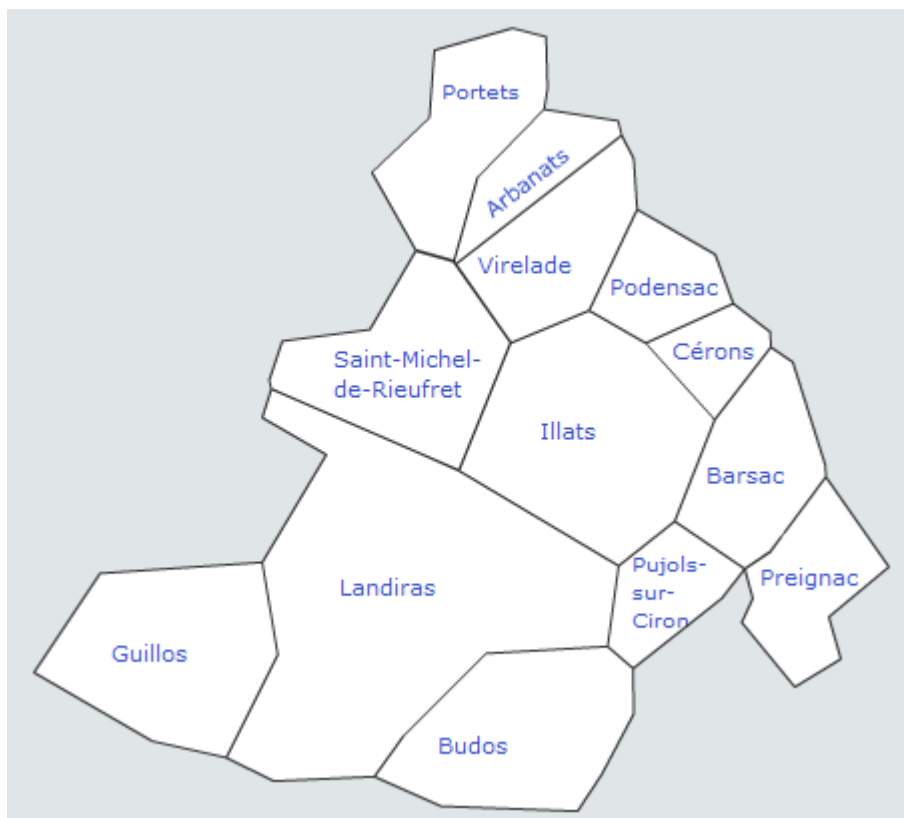 Portets
Arbanats
Virelade
Podensac
Saint-Michel-
de-Rieufret
Cérons
Illats
Barsac
Pujols-
sur-
Ciron
Preignac
Landiras
Guillos
Budos